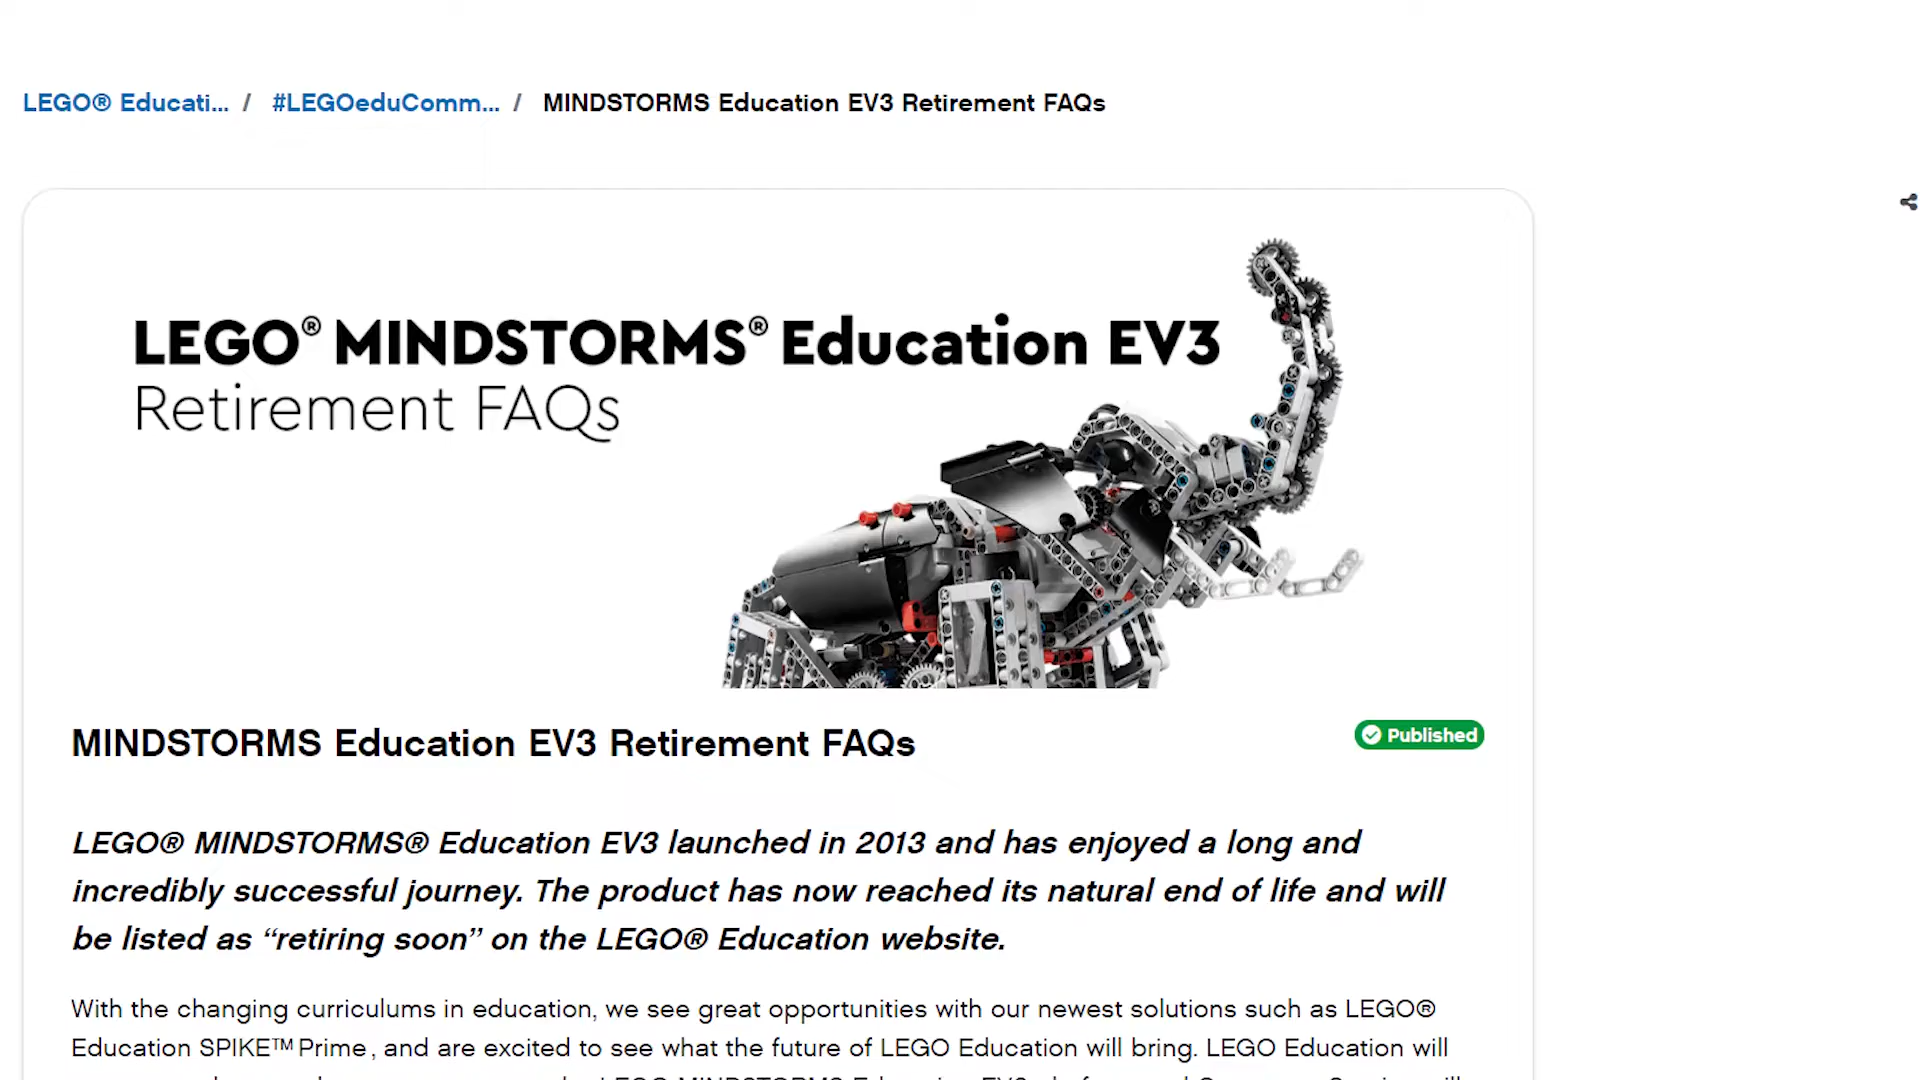 LEGO® Educati... / #LEGOeduComm... / MINDSTORMS Education EV3 Retirement FAQs
LEGO® MINDSTORMS® Education EV3
Retirement FAQs
MINDSTORMS Education EV3 Retirement FAQs
Published
LEGO® MINDSTORMS® Education EV3 launched in 2013 and has enjoyed a long and
incredibly successful journey. The product has now reached its natural end of life and will
be listed as “retiring soon” on the LEGO® Education website.
With the changing curriculums in education, we see great opportunities with our newest solutions such as LEGO®
Education SPIKE™ Prime, and are excited to see what the future of LEGO Education will bring. LEGO Education will